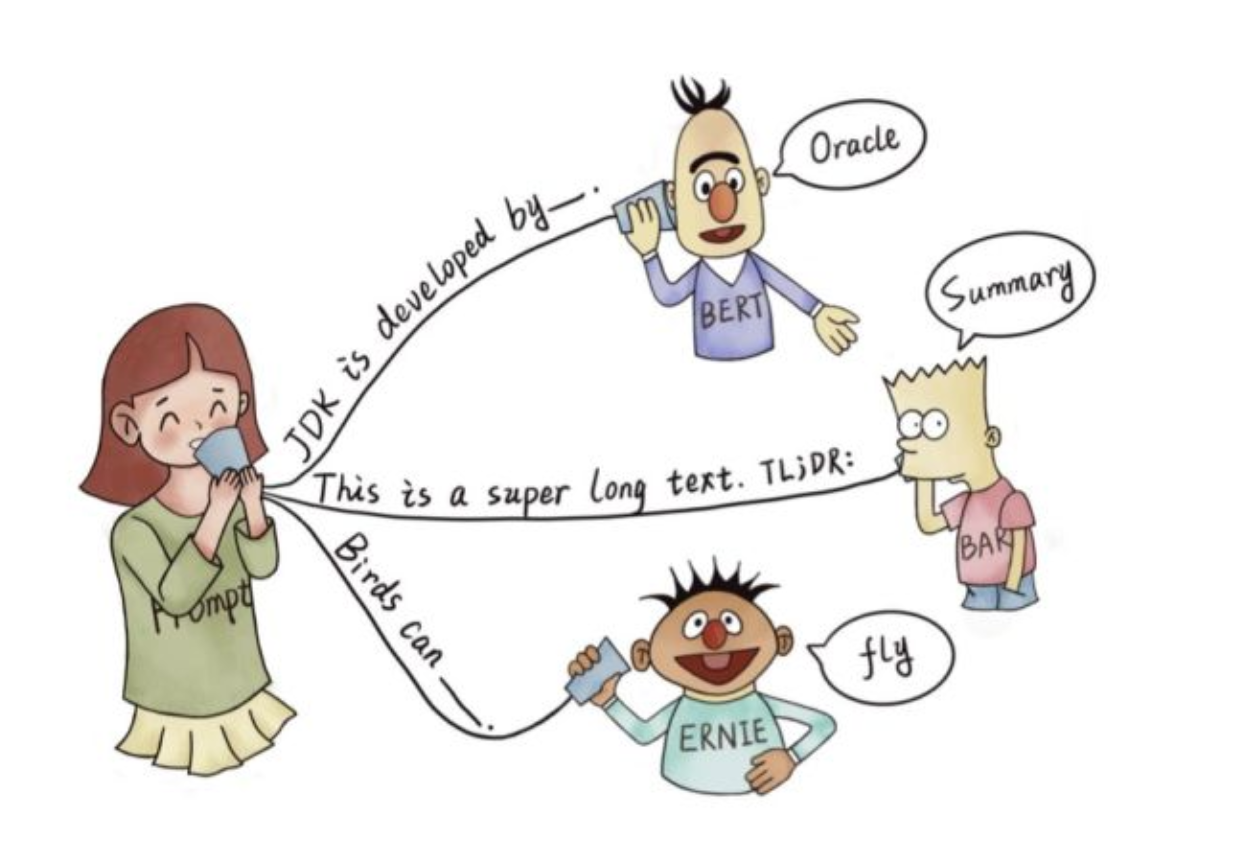 Oracle
JDK is developed by—.
BERT
Summary
This is a super long text. TL;DR:
BAR
Prompt
Birds can —.
fly
ERNIE